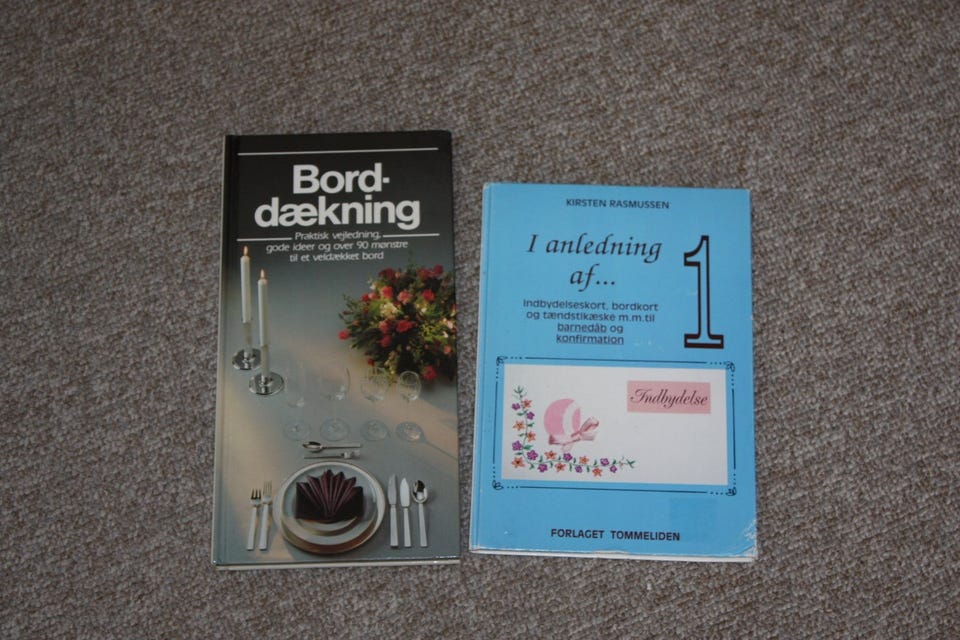 Bord-
dækning
Praktisk vejledning,
gode ideer og over 90 mønstre
til et veldækket bord
KIRSTEN RASMUSSEN
I anledning
af...
1
Indbydelseskort, bordkort
og tændstikæske m.m.til
barnedåb og
konfirmation
Indbydelse
FORLAGET TOMMELIDEN